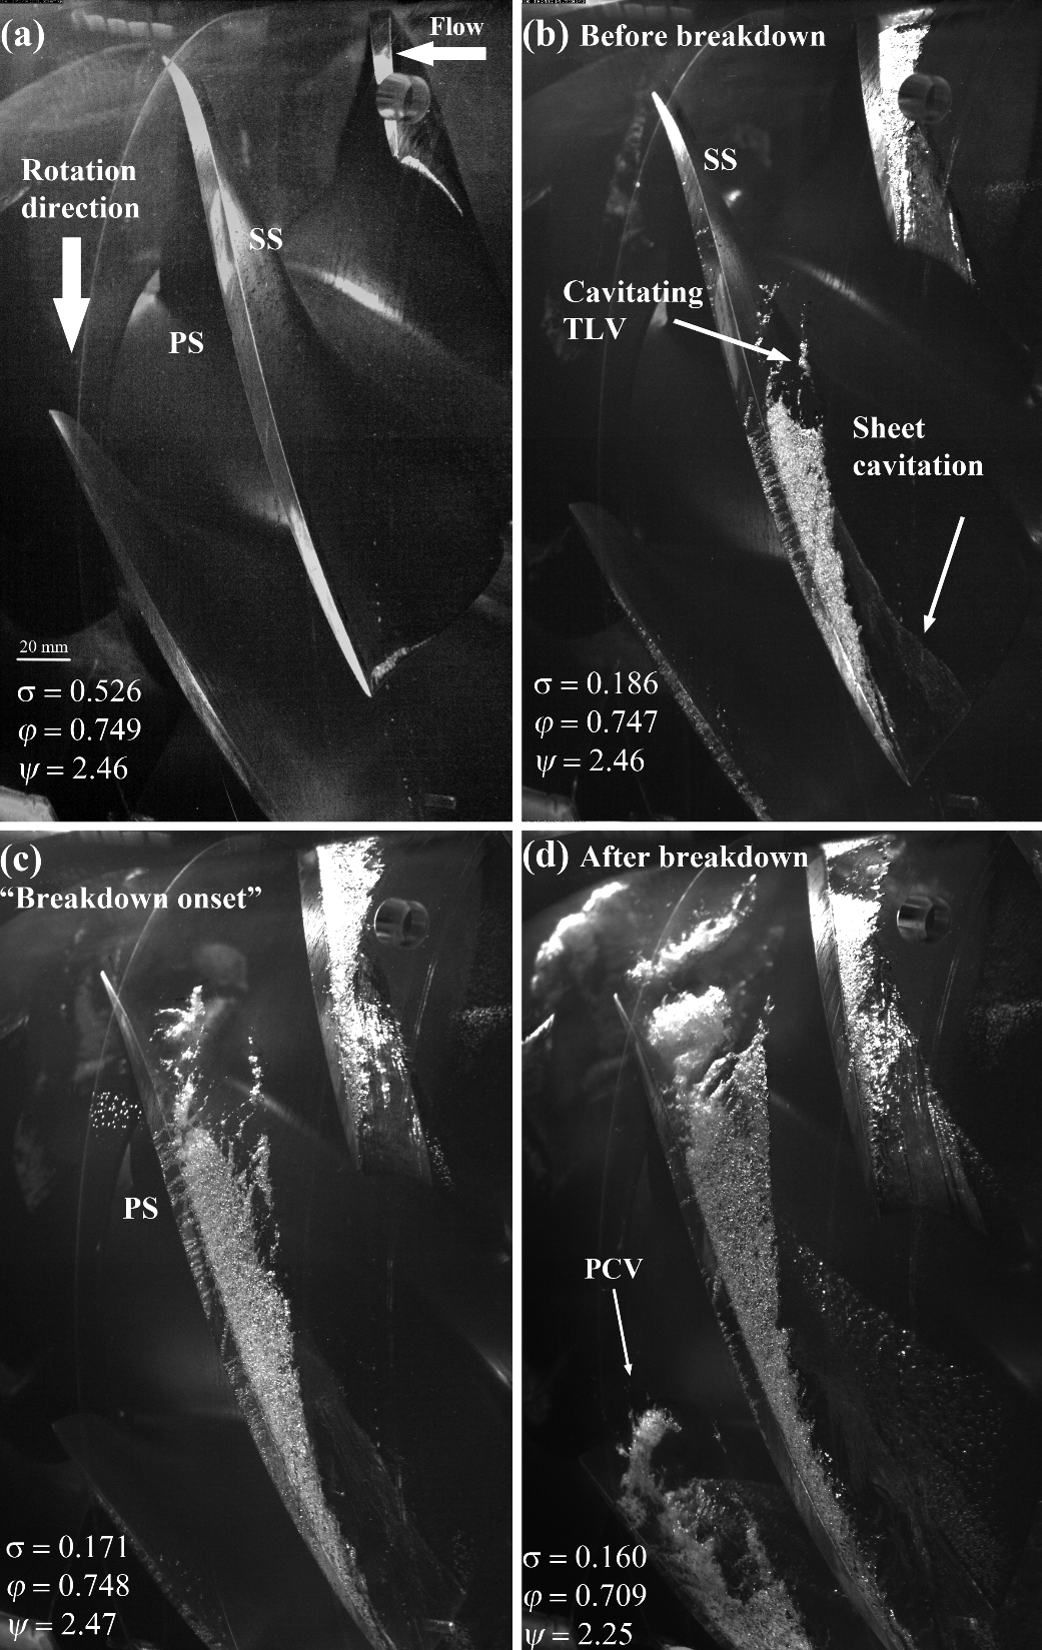 (a)
Flow
Rotation
direction
SS
PS
20 mm
σ = 0.526
φ = 0.749
ψ = 2.46
(b) Before breakdown
SS
Cavitating
TLV
Sheet
cavitation
σ = 0.186
φ = 0.747
ψ = 2.46
(c)
“Breakdown onset”
PS
σ = 0.171
φ = 0.748
ψ = 2.47
(d) After breakdown
PCV
σ = 0.160
φ = 0.709
ψ = 2.25